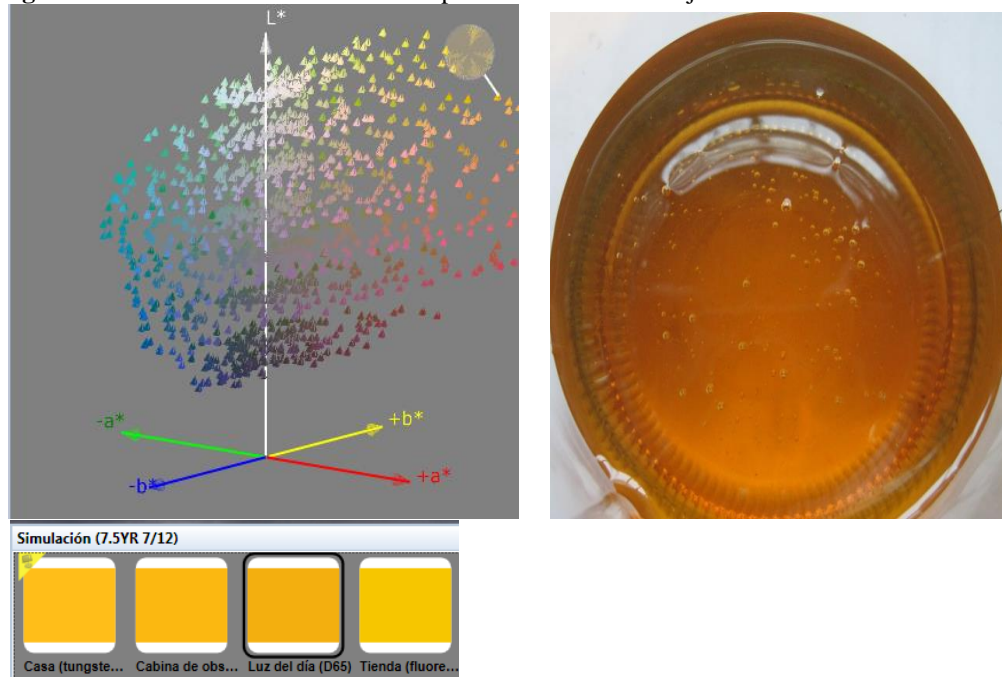 L*
-a*
+b*
-b*
+a*
Simulación (7.5YR 7/12)
Casa (tungste... Cabina de obs... Luz del día (D65) Tienda (fluore...